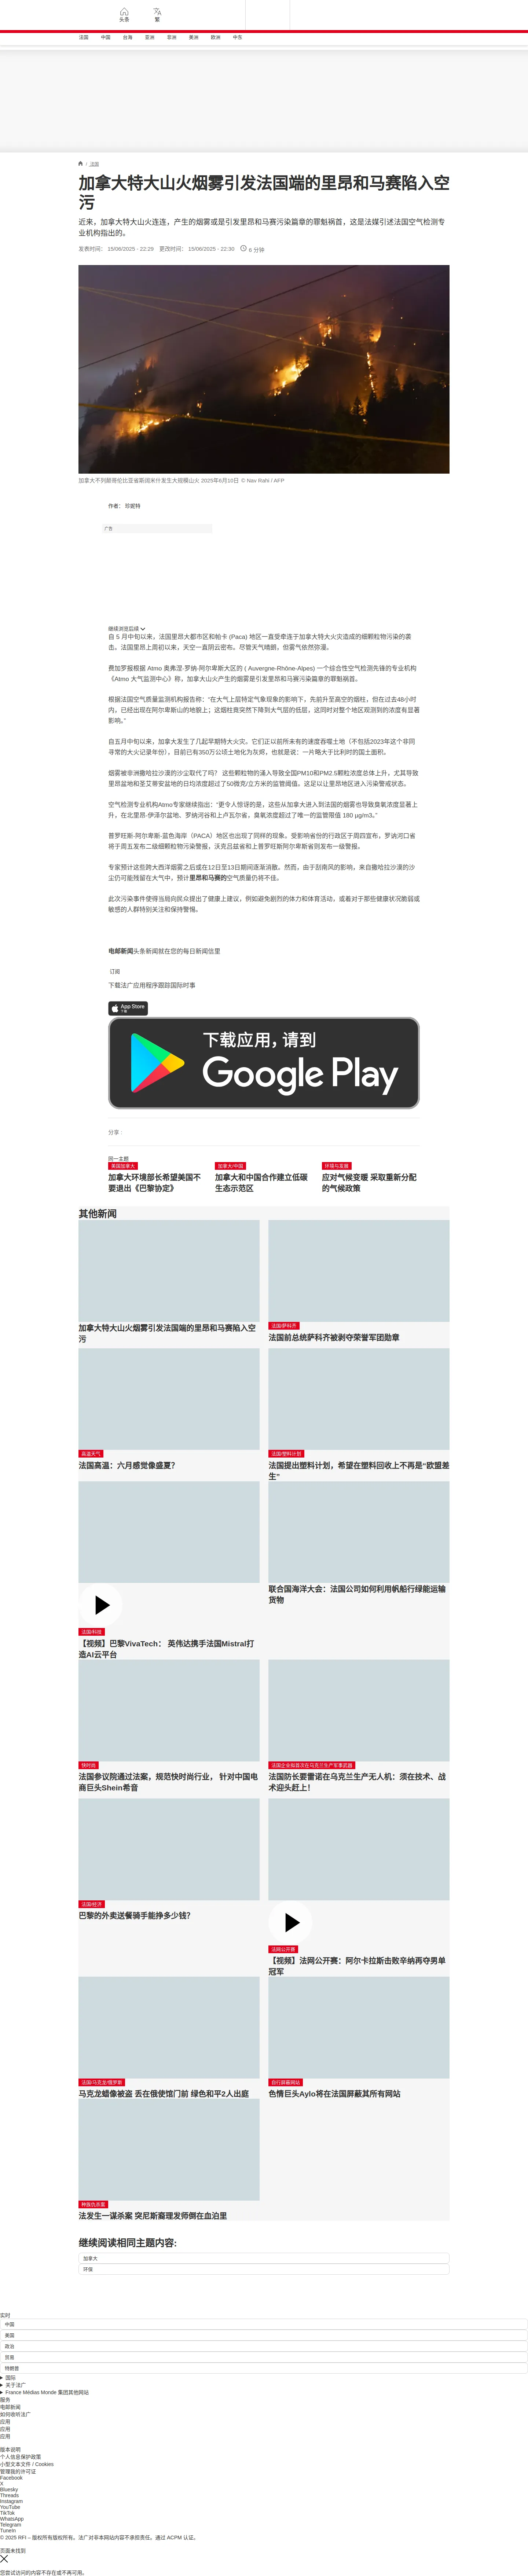 头条
繁
法国
中国
台海
亚洲
非洲
美洲
欧洲
中东
法国
加拿大特大山火烟雾引发法国端的里昂和马赛陷入空
污
近来，加拿大特大山火连连，产生的烟雾或是引发里昂和马赛污染篇章的罪魁祸首，这是法媒引述法国空气检测专
业机构指出的。
发表时间： 15/06/2025 - 22:29 更改时间： 15/06/2025 - 22:30 6 分钟
加拿大不列颠哥伦比亚省斯阔米什发生大规模山火 2025年6月10日 © Nav Rahi / AFP
作者： 珍妮特
广告
继续浏览后续
自 5 月中旬以来，法国里昂大都市区和帕卡 (Paca) 地区一直受牵连于加拿大特大火灾造成的细颗粒物污染的袭
击。法国里昂上周初以来，天空一直阴云密布。尽管天气晴朗，但雾气依然弥漫。
费加罗报根据 Atmo 奥弗涅·罗纳-阿尔卑斯大区的 ( Auvergne-Rhône-Alpes) 一个综合性空气检测先锋的专业机构
《Atmo 大气监测中心》称，加拿大山火产生的烟雾是引发里昂和马赛污染篇章的罪魁祸首。
根据法国空气质量监测机构报告称：“在大气上层特定气象现象的影响下，先前升至高空的烟柱，但在过去48小时
内，已经出现在阿尔卑斯山的地貌上；这烟柱竟突然下降到大气层的低层，这同时对整个地区观测到的浓度有显著
影响。”
自五月中旬以来，加拿大发生了几起早期特大火灾。它们正以前所未有的速度吞噬土地（不包括2023年这个非同
寻常的大火记录年份），目前已有350万公顷土地化为灰烬，也就是说：一片略大于比利时的国土面积。
烟雾被非洲撒哈拉沙漠的沙尘取代了吗？ 这些颗粒物的涌入导致全国PM10和PM2.5颗粒浓度总体上升，尤其导致
里昂盆地和圣艾蒂安盆地的日均浓度超过了50微克/立方米的监管阈值。这足以让里昂地区进入污染警戒状态。
空气检测专业机构Atmo专家继续指出：“更令人惊讶的是，这些从加拿大进入到法国的烟雾也导致臭氧浓度显著上
升，在北里昂-伊泽尔盆地、罗纳河谷和上卢瓦尔省，臭氧浓度超过了唯一的监管限值 180 µg/m3。”
普罗旺斯-阿尔卑斯-蓝色海岸（PACA）地区也出现了同样的现象。受影响省份的行政区于周四宣布，罗讷河口省
将于周五发布二级细颗粒物污染警报，沃克吕兹省和上普罗旺斯阿尔卑斯省则发布一级警报。
专家预计这些跨大西洋烟雾之后或在12日至13日期间逐渐消散。然而，由于刮南风的影响，来自撒哈拉沙漠的沙
尘仍可能残留在大气中，预计里昂和马赛的空气质量仍将不佳。
此次污染事件使得当局向民众提出了健康上建议，例如避免剧烈的体力和体育活动，或着对于那些健康状况脆弱或
敏感的人群特别关注和保持警惕。
电邮新闻头条新闻就在您的每日新闻信里
订阅
下载法广应用程序跟踪国际时事
App Store
下载应用，请到
Google Play
分享 :
同一主题
美国加拿大
加拿大环境部长希望美国不
要退出《巴黎协定》
加拿大/中国
加拿大和中国合作建立低碳
生态示范区
环境与发展
应对气候变暖 采取重新分配
的气候政策
其他新闻
加拿大特大山火烟雾引发法国端的里昂和马赛陷入空
污
法国/萨科齐
法国前总统萨科齐被剥夺荣誉军团勋章
高温天气
法国高温：六月感觉像盛夏?
法国/塑料计划
法国提出塑料计划，希望在塑料回收上不再是“欧盟差
生”
法国/科技
【视频】巴黎VivaTech： 英伟达携手法国Mistral打
造AI云平台
联合国海洋大会：法国公司如何利用帆船行绿能运输
货物
快时尚
法国参议院通过法案，规范快时尚行业， 针对中国电
商巨头Shein希音
法国企业拟首次在乌克兰生产军事武器
法国防长要雷诺在乌克兰生产无人机：须在技术、战
术迎头赶上！
法国/经济
巴黎的外卖送餐骑手能挣多少钱?
法网公开赛
【视频】法网公开赛：阿尔卡拉斯击败辛纳再夺男单
冠军
法国/马克龙/俄罗斯
马克龙蜡像被盗 丢在俄使馆门前 绿色和平2人出庭
自行屏蔽网站
色情巨头Aylo将在法国屏蔽其所有网站
种族仇杀案
法发生一谋杀案 突尼斯裔理发师倒在血泊里
继续阅读相同主题内容:
加拿大
环保
实时
中国
美国
政治
贸易
特朗普
国际
关于法广
France Médias Monde 集团其他网站
服务
电邮新闻
如何收听法广
应用
应用
应用
版本说明
个人信息保护政策
小型文本文件 / Cookies
管理我的许可证
Facebook
X
Bluesky
Threads
Instagram
YouTube
TikTok
WhatsApp
Telegram
TuneIn
© 2025 RFI – 版权所有版权所有。法广对非本网站内容不承担责任。通过 ACPM 认证。
页面未找到
您尝试访问的内容不存在或不再可用。